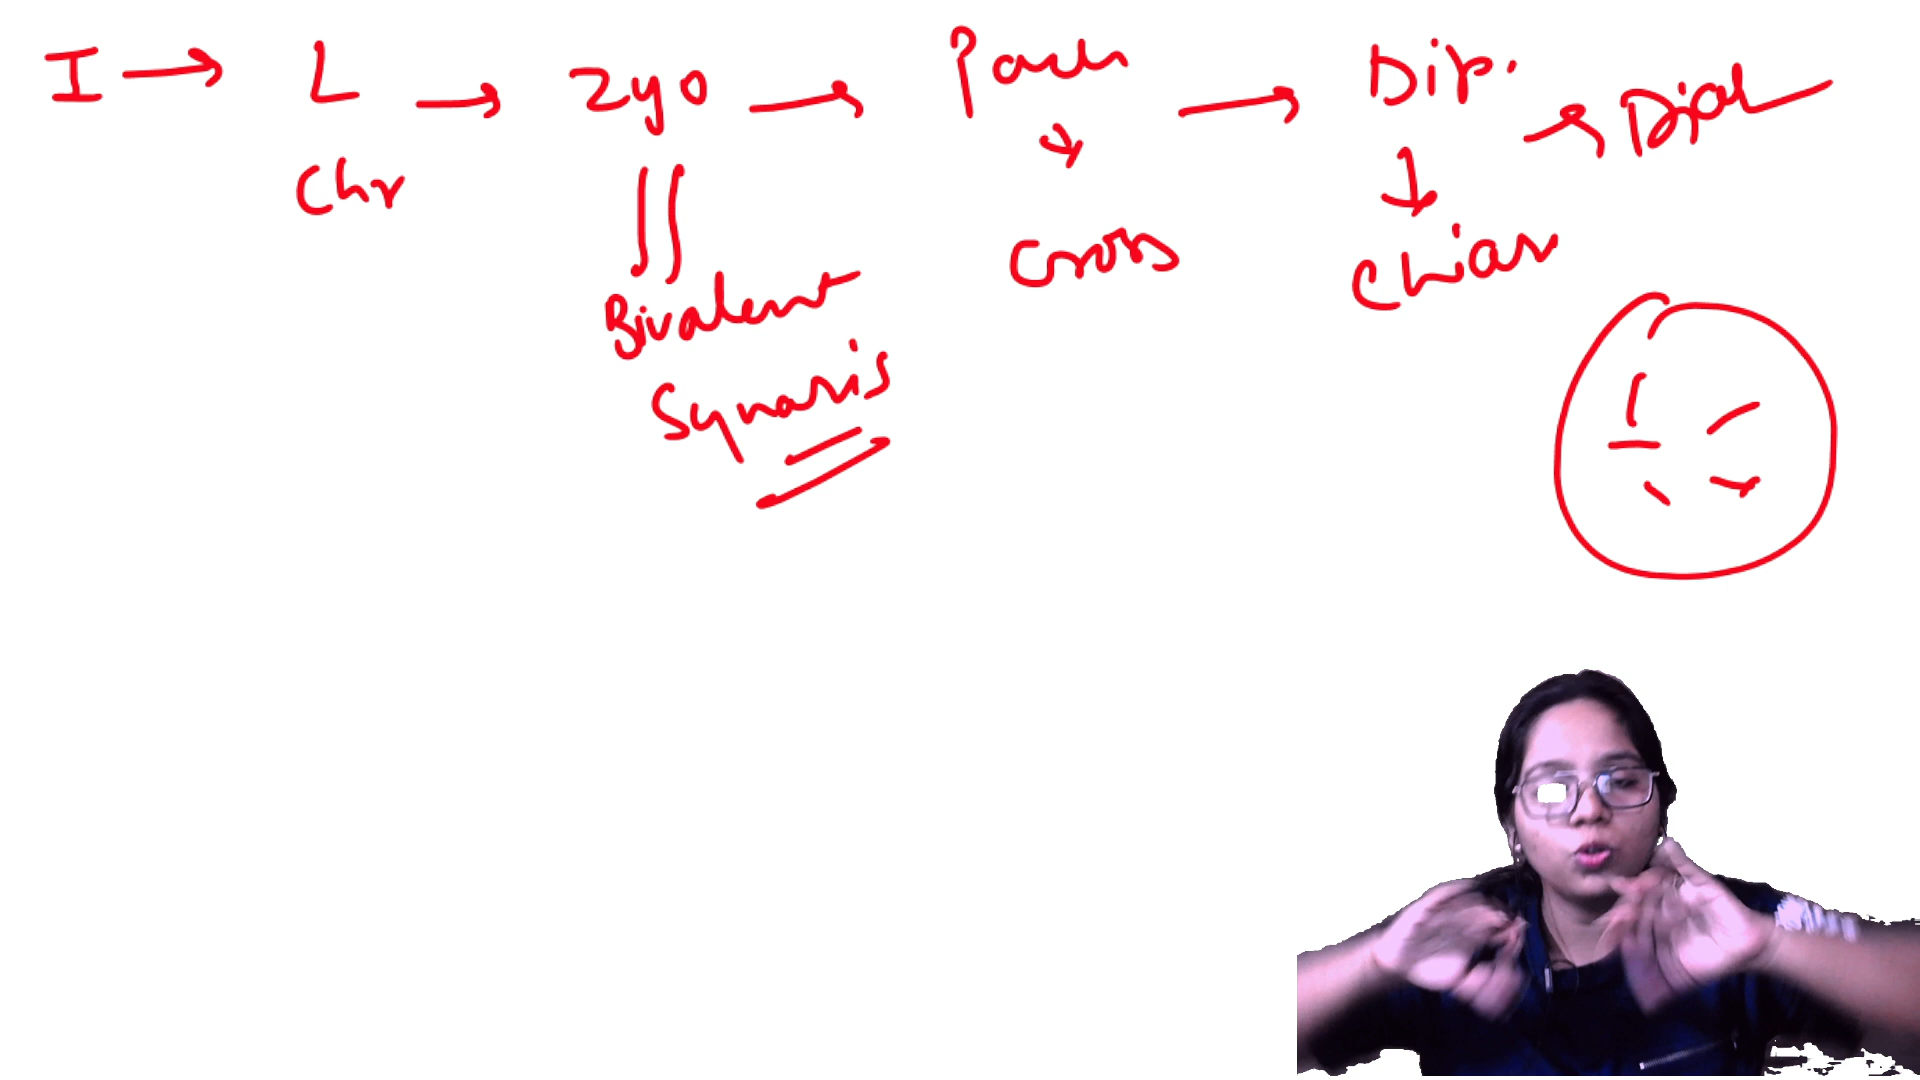 I → L → Zyo → Pach → Dip. → Diak
Chr
Bivalent
Synapsis
Cross
Chias